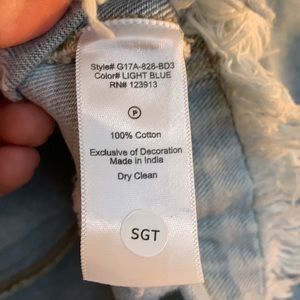 Style# G17A-828-BD3
Color# LIGHT BLUE
RN# 123913
P
100% Cotton
Exclusive of Decoration
Made in India
Dry Clean
SGT